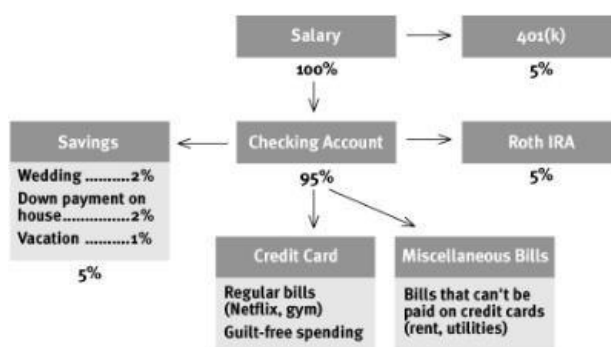 Salary
401(k)
100%
5%
Savings
Checking Account
Roth IRA
Wedding ..........2%
Down payment on
house...............2%
Vacation ..........1%
5%
95%
5%
Credit Card
Miscellaneous Bills
Regular bills
(Netflix, gym)
Guilt-free spending
Bills that can't be
paid on credit cards
(rent, utilities)